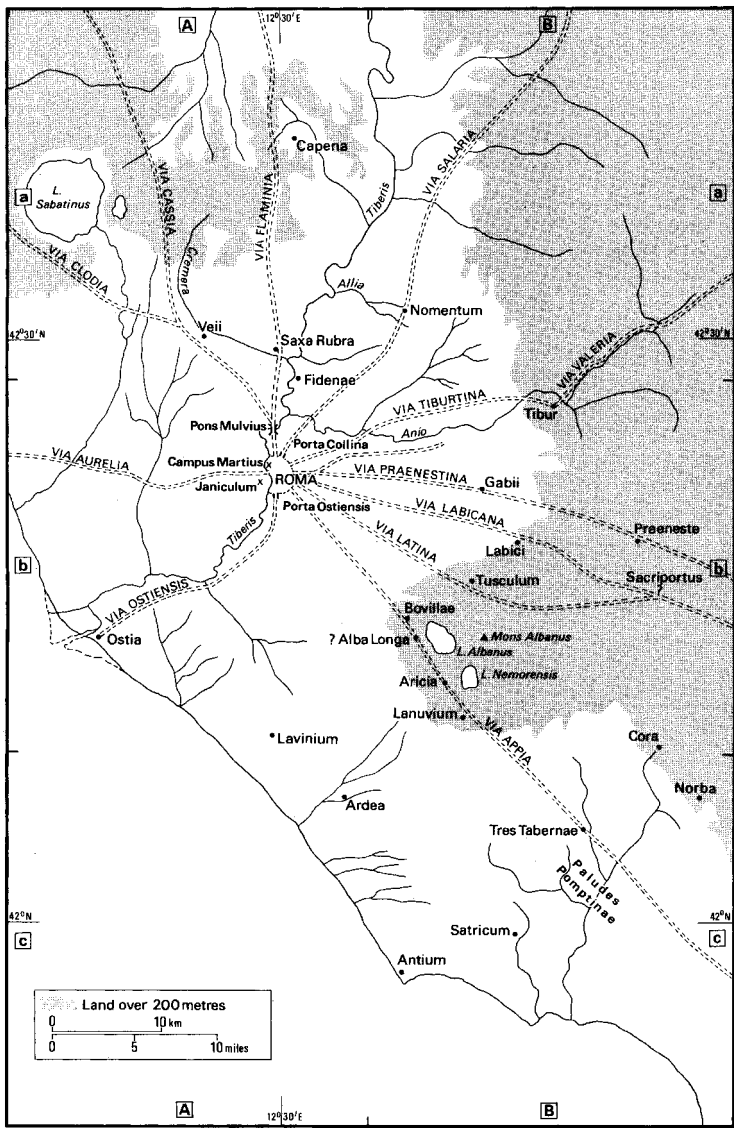 A
12°30'E
B
Capena
VIA SALARIA
a
L.
Sabatinus
VIA CASSIA
VIA FLAMINIA
Tiberis
a
Cremera
VIA CLODIA
Allia
Nomentum
42°30'N
Veii
Saxa Rubra
42°30'N
VIA VALERIA
Fidenae
VIA TIBURTINA
Tibur
Pons Mulvius
Anio
Porta Collina
VIA AURELIA
Campus Martius
Janiculum
ROMA
VIA PRAENESTINA
Gabii
Porta Ostiensis
VIA LABICANA
Tiberis
VIA LATINA
Labici
Preeneste
b
b
Tusculum
Sacriportus
VIA OSTIENSIS
Bovillae
Ostia
? Alba Longa
Mons Albanus
L. Albanus
Aricia
L. Nemorensis
Lanuvium
VIA APPIA
Lavinium
Cora
Norba
Ardea
Tres Tabernae
Paludes
Pomptinae
42°N
42°N
c
Satricum
c
Antium
Land over 200 metres
0 10 km
0 5 10 miles
A
12°30'E
B